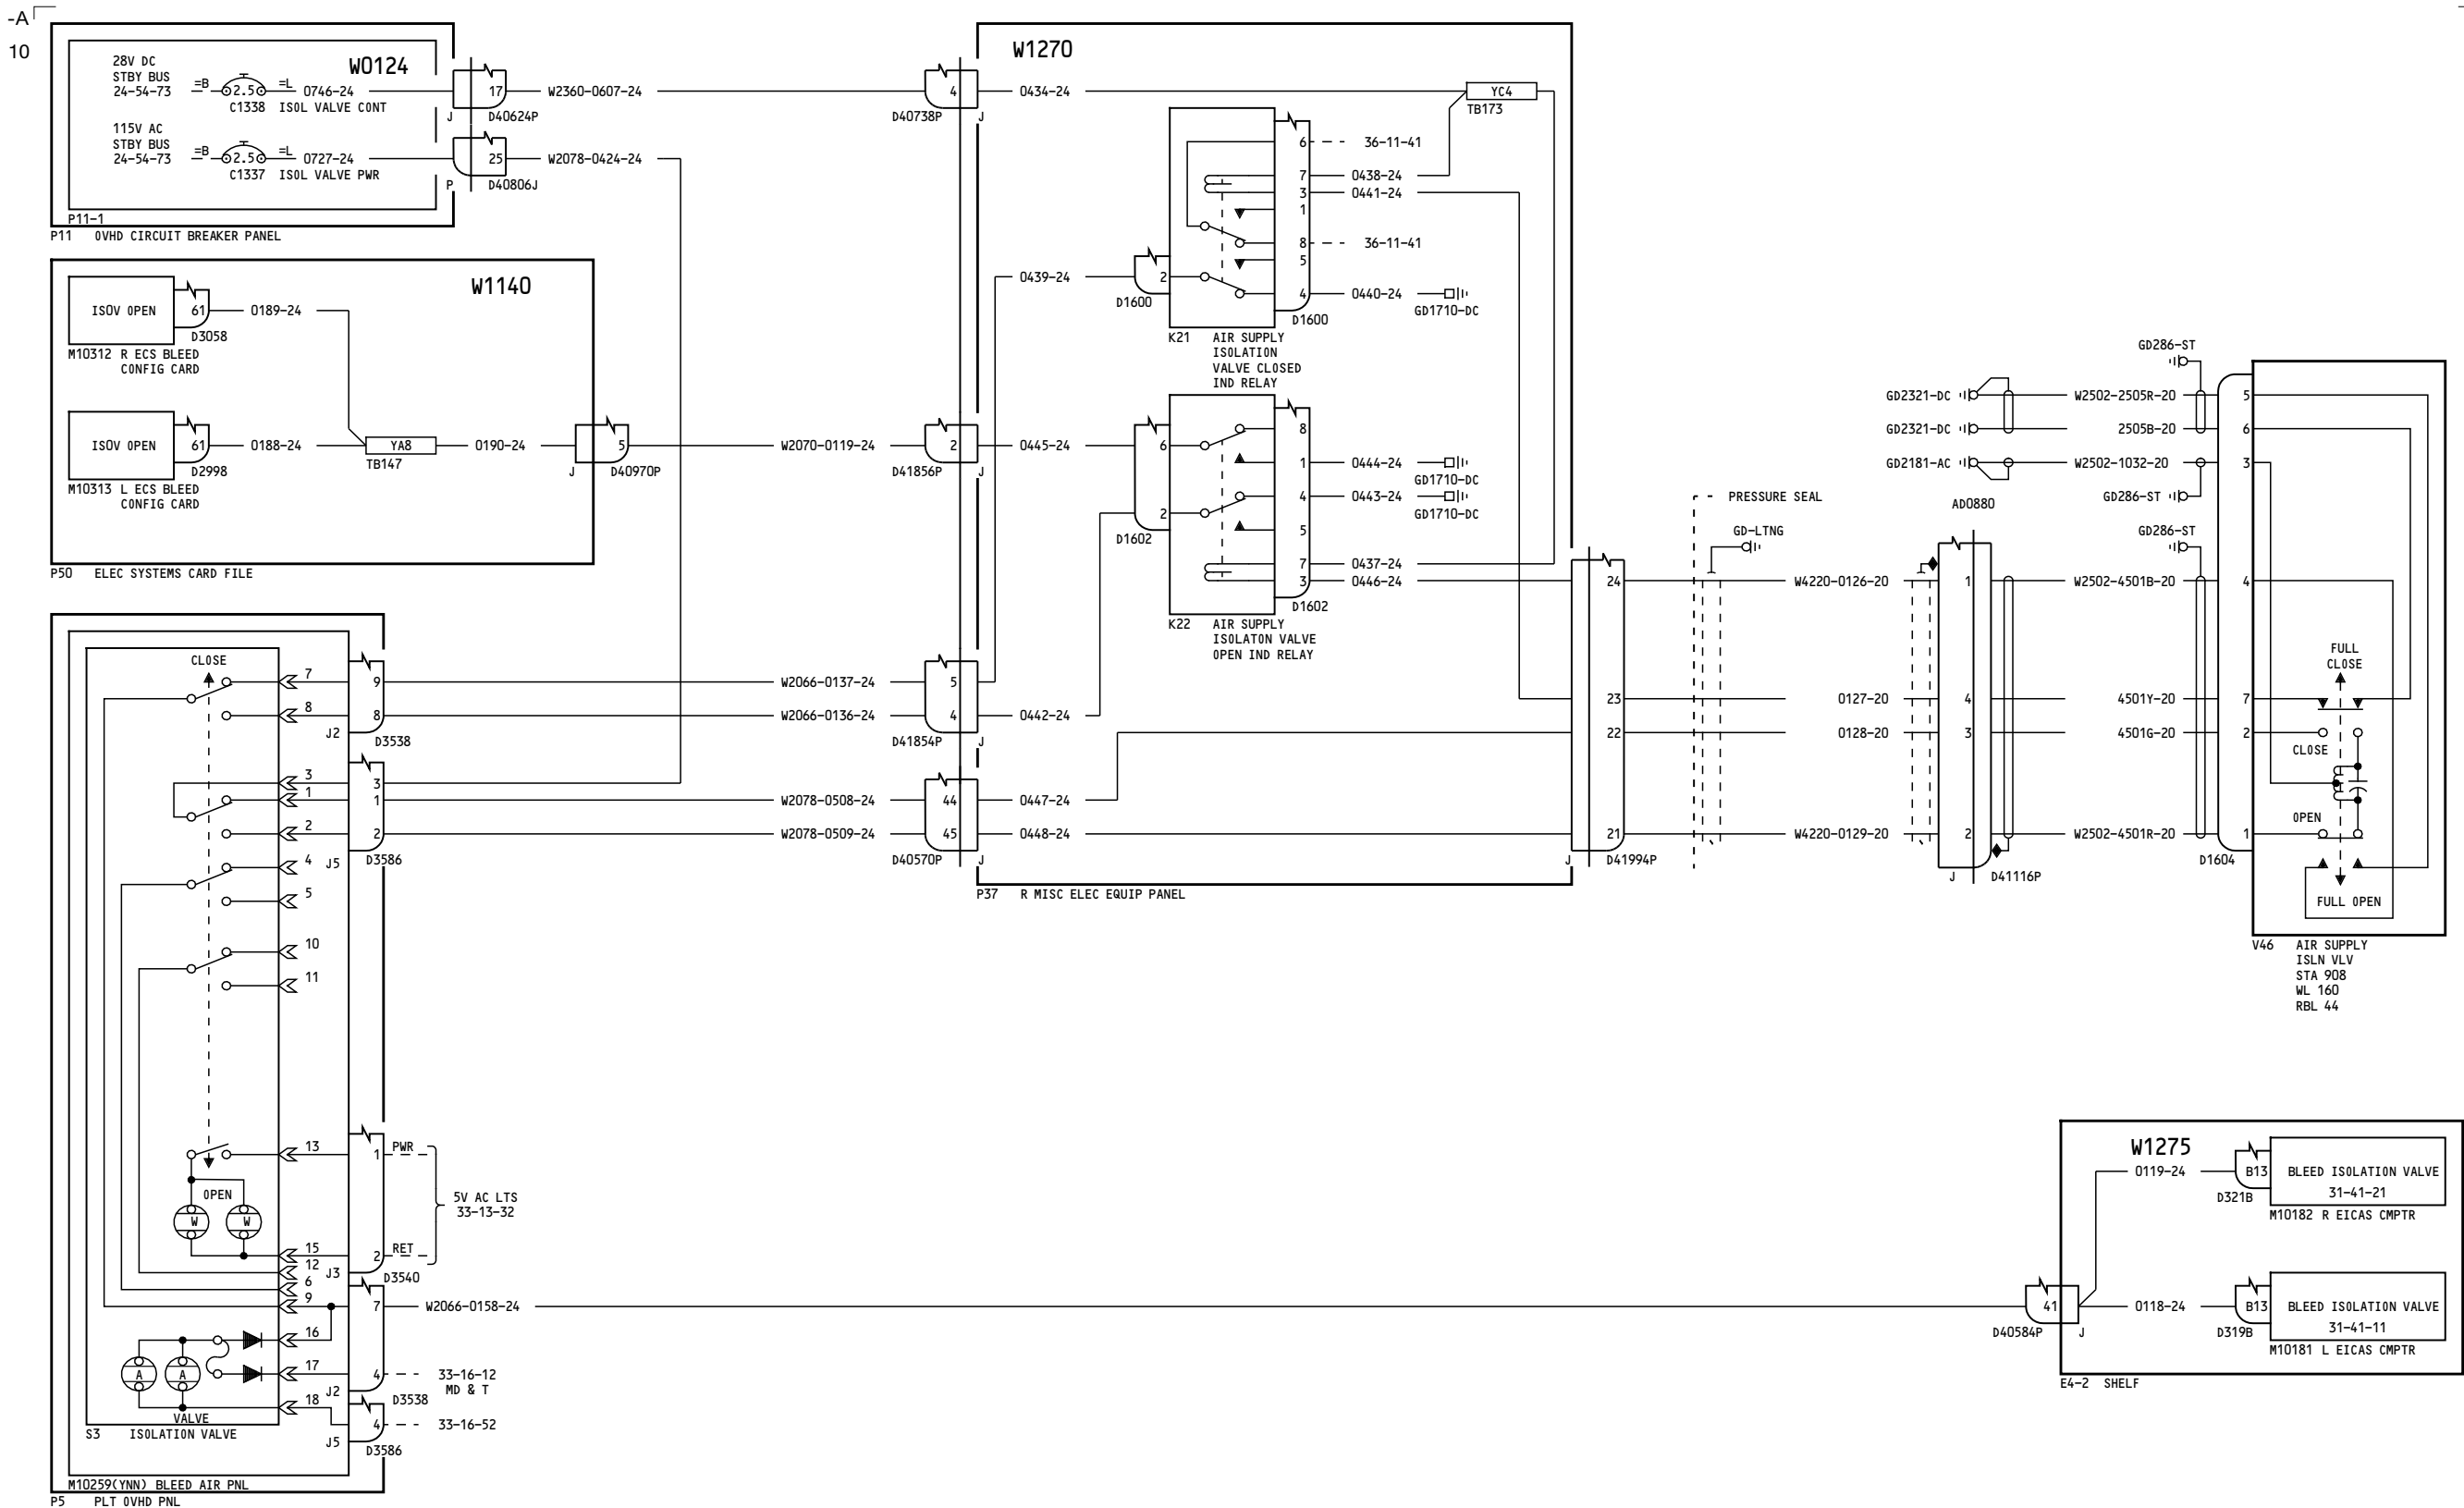 -A
10
W0124
28V DC
STBY BUS
24-54-73
=B
2.5
=L
0746-24
C1338 ISOL VALVE CONT
17
J
D40624P
W2360-0607-24
115V AC
STBY BUS
24-54-73
=B
2.5
=L
0727-24
C1337 ISOL VALVE PWR
25
P
D40806J
W2078-0424-24
P11-1
P11 OVHD CIRCUIT BREAKER PANEL
W1140
ISOV OPEN
61
D3058
0189-24
M10312 R ECS BLEED
CONFIG CARD
ISOV OPEN
61
D2998
0188-24
YA8
TB147
0190-24
J
5
D40970P
M10313 L ECS BLEED
CONFIG CARD
P50 ELEC SYSTEMS CARD FILE
W2070-0119-24
W1270
4
D40738P
J
0434-24
YC4
TB173
6
36-11-41
7
0438-24
3
0441-24
1
8
36-11-41
5
4
0440-24
GD1710-DC
0439-24
2
D1600
D1600
K21 AIR SUPPLY
ISOLATION
VALVE CLOSED
IND RELAY
2
D41856P
J
0445-24
6
2
D1602
8
1
0444-24
GD1710-DC
4
0443-24
GD1710-DC
5
7
0437-24
3
0446-24
D1602
K22 AIR SUPPLY
ISOLATON VALVE
OPEN IND RELAY
5
4
D41854P
J
0442-24
44
45
D40570P
J
0447-24
0448-24
24
23
22
21
J
D41994P
P37 R MISC ELEC EQUIP PANEL
PRESSURE SEAL
GD-LTNG
W4220-0126-20
0127-20
0128-20
W4220-0129-20
AD0880
1
4
3
2
J
D41116P
GD286-ST
GD2321-DC
W2502-2505R-20
5
GD2321-DC
2505B-20
6
GD2181-AC
W2502-1032-20
3
GD286-ST
GD286-ST
W2502-4501B-20
4
4501Y-20
7
4501G-20
2
W2502-4501R-20
1
D1604
FULL
CLOSE
CLOSE
OPEN
FULL OPEN
V46 AIR SUPPLY
ISLN VLV
STA 908
WL 160
RBL 44
CLOSE
7
9
8
8
J2
D3538
W2066-0137-24
W2066-0136-24
3
3
1
1
2
2
J5
D3586
W2078-0508-24
W2078-0509-24
4
5
10
11
13
1
PWR
OPEN
W
W
5V AC LTS
33-13-32
15
2
RET
12
J3
D3540
6
9
7
W2066-0158-24
16
17
4
33-16-12
MD & T
A
A
J2
D3538
18
4
33-16-52
J5
D3586
VALVE
S3 ISOLATION VALVE
M10259(YNN) BLEED AIR PNL
P5 PLT OVHD PNL
W1275
0119-24
B13
D321B
BLEED ISOLATION VALVE
31-41-21
M10182 R EICAS CMPTR
41
D40584P
J
0118-24
B13
D319B
BLEED ISOLATION VALVE
31-41-11
M10181 L EICAS CMPTR
E4-2 SHELF